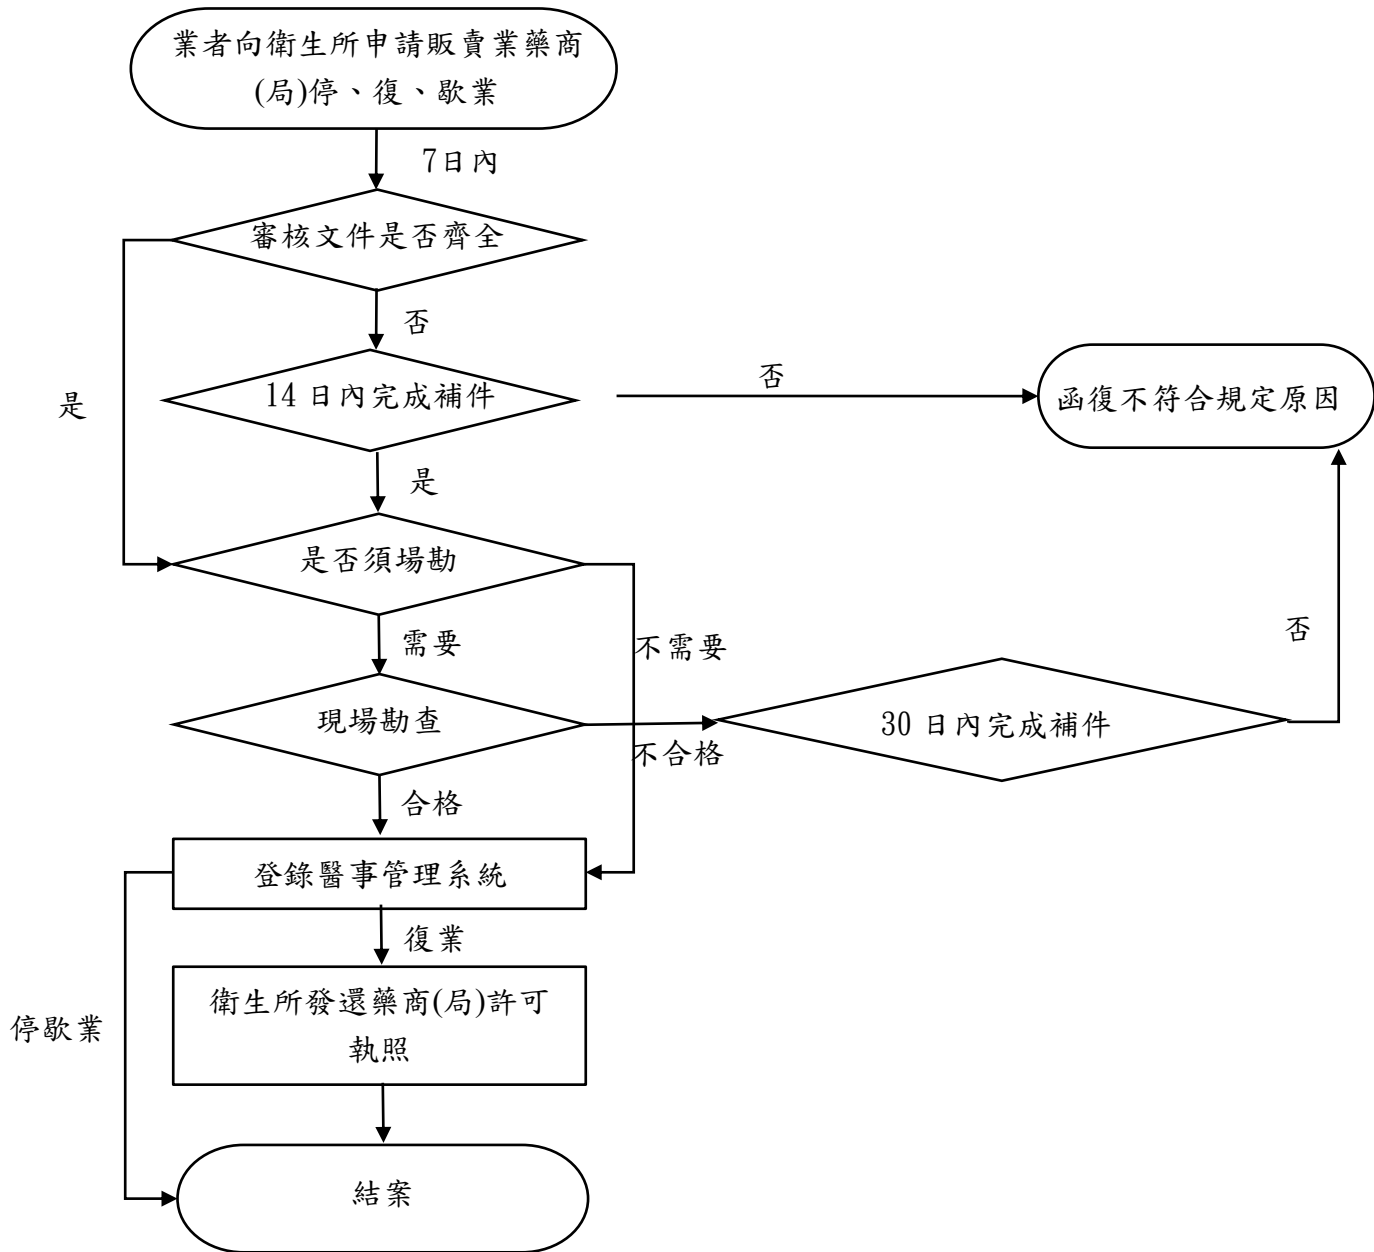 業者向衛生所申請販賣業藥商
(局)停、復、歇業
7日內
審核文件是否齊全
否
14 日內完成補件
否
函復不符合規定原因
是
是
是否須場勘
需要
不需要
否
現場勘查
30 日內完成補件
不合格
合格
登錄醫事管理系統
復業
衛生所發還藥商(局)許可
執照
停歇業
結案